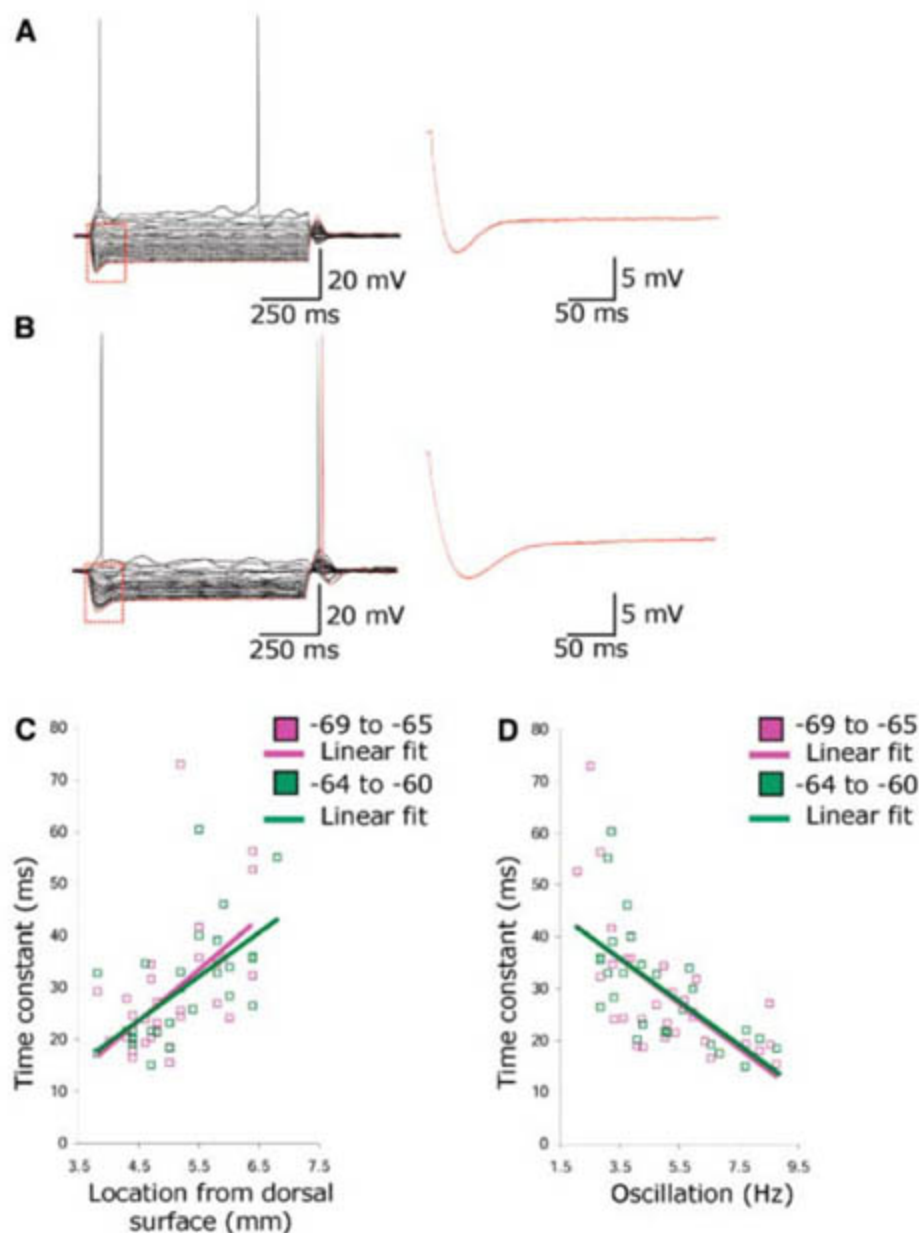 A
20 mV
250 ms
5 mV
50 ms
B
20 mV
250 ms
5 mV
50 ms
C
80
70
60
50
40
30
20
10
0
Time constant (ms)
-69 to -65
Linear fit
-64 to -60
Linear fit
3.5 4.5 5.5 6.5 7.5
Location from dorsal
surface (mm)
D
80
70
60
50
40
30
20
10
0
Time constant (ms)
-69 to -65
Linear fit
-64 to -60
Linear fit
1.5 3.5 5.5 7.5 9.5
Oscillation (Hz)